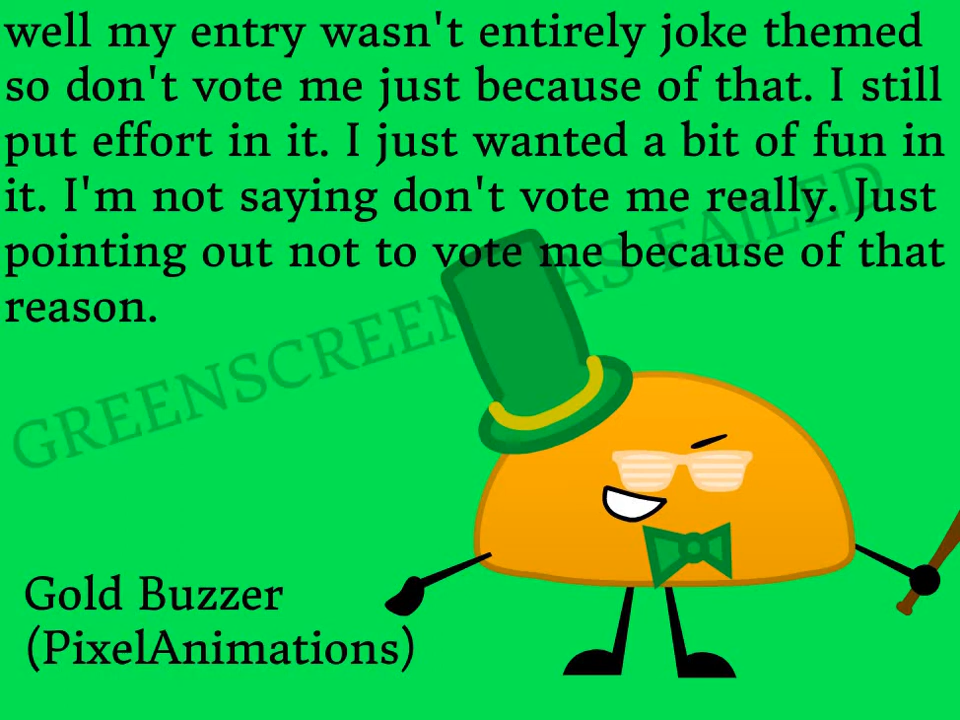 well my entry wasn't entirely joke themed
so don't vote me just because of that. I still
put effort in it. I just wanted a bit of fun in
it. I'm not saying don't vote me really. Just
pointing out not to vote me because of that
reason.
GREENSCREEN HAS FAILED
Gold Buzzer
(PixelAnimations)